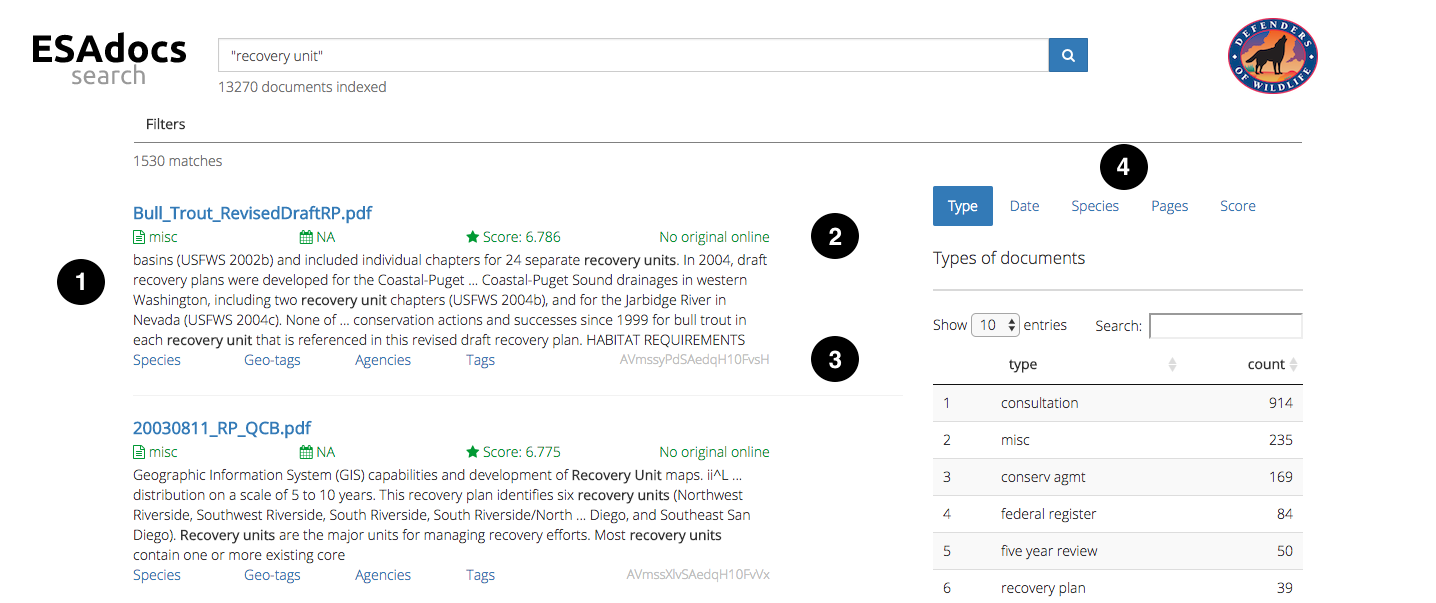 ESAdocs
search
"recovery unit"
13270 documents indexed
DEFENDERS
OF WILDLIFE
Filters
1530 matches
1
Bull_Trout_RevisedDraftRP.pdf
misc NA Score: 6.786 No original online
2
basins (USFWS 2002b) and included individual chapters for 24 separate recovery units. In 2004, draft
recovery plans were developed for the Coastal-Puget ... Coastal-Puget Sound drainages in western
Washington, including two recovery unit chapters (USFWS 2004b), and for the Jarbidge River in
Nevada (USFWS 2004c). None of ... conservation actions and successes since 1999 for bull trout in
each recovery unit that is referenced in this revised draft recovery plan. HABITAT REQUIREMENTS
Species Geo-tags Agencies Tags AVmssyPdSAedqH10FvsH
3
20030811_RP_QCB.pdf
misc NA Score: 6.775 No original online
Geographic Information System (GIS) capabilities and development of Recovery Unit maps. ii^L ...
distribution on a scale of 5 to 10 years. This recovery plan identifies six recovery units (Northwest
Riverside, Southwest Riverside, South Riverside, South Riverside/North ... Diego, and Southeast San
Diego). Recovery units are the major units for managing recovery efforts. Most recovery units
contain one or more existing core
Species Geo-tags Agencies Tags AVmssXlvSAedqH10FvVx
4
Type Date Species Pages Score
Types of documents
Show 10 entries Search:
type count
1 consultation 914
2 misc 235
3 conserv agmt 169
4 federal register 84
5 five year review 50
6 recovery plan 39